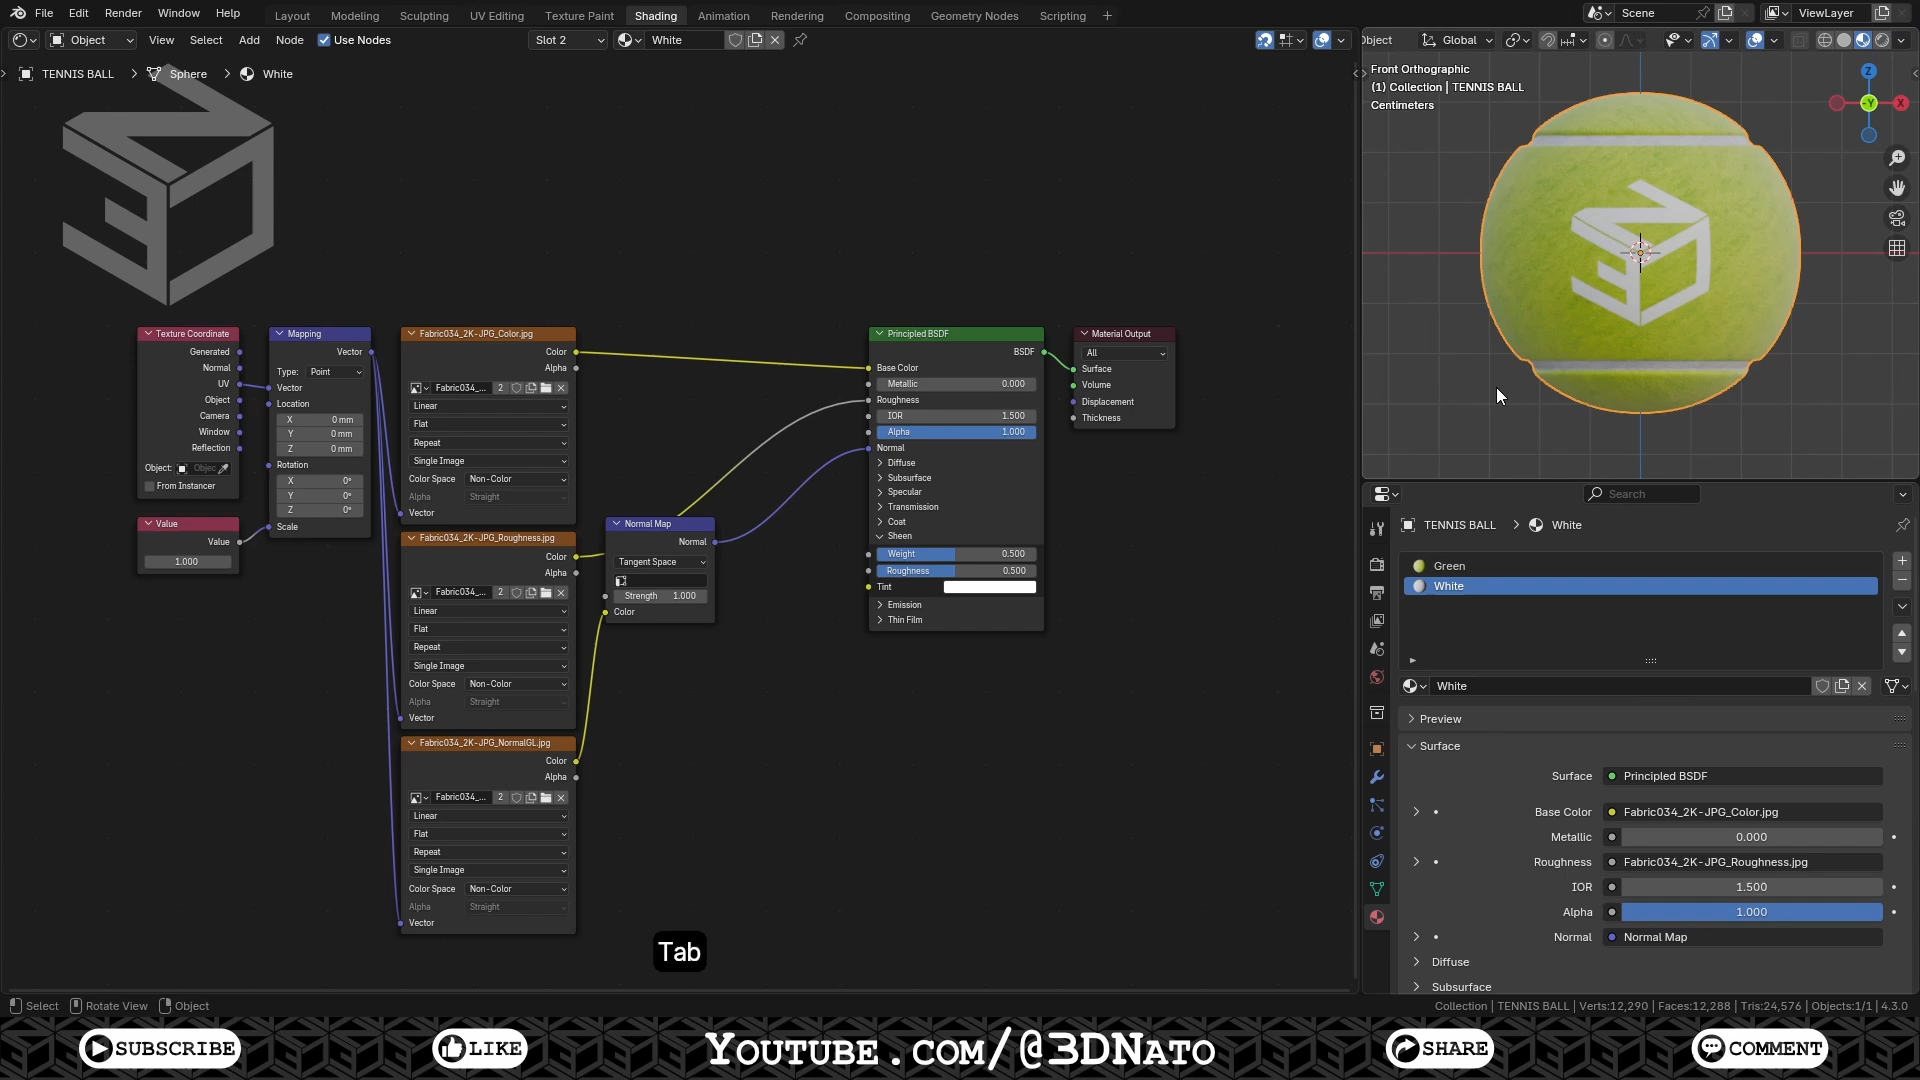 File Edit Render Window Help Layout Modeling Sculpting UV Editing Texture Paint Shading Animation Rendering Compositing Geometry Nodes Scripting + Scene ViewLayer
Object View Select Add Node Use Nodes Slot 2 White
bject Global
TENNIS BALL > Sphere > White
Front Orthographic
(1) Collection | TENNIS BALL
Centimeters
Z
-Y
X
Texture Coordinate
Generated
Normal
UV
Object
Camera
Window
Reflection
Object: Objec
From Instancer
Value
Value
1.000
Mapping
Vector
Type: Point
Vector
Location
X 0 mm
Y 0 mm
Z 0 mm
Rotation
X 0°
Y 0°
Z 0°
Scale
Fabric034_2K-JPG_Color.jpg
Color
Alpha
Fabric034_... 2
Linear
Flat
Repeat
Single Image
Color Space Non-Color
Alpha Straight
Vector
Fabric034_2K-JPG_Roughness.jpg
Color
Alpha
Fabric034_... 2
Linear
Flat
Repeat
Single Image
Color Space Non-Color
Alpha Straight
Vector
Fabric034_2K-JPG_NormalGL.jpg
Color
Alpha
Fabric034_... 2
Linear
Flat
Repeat
Single Image
Color Space Non-Color
Alpha Straight
Vector
Normal Map
Normal
Tangent Space
Strength 1.000
Color
Principled BSDF
BSDF
Base Color
Metallic 0.000
Roughness
IOR 1.500
Alpha 1.000
Normal
Diffuse
Subsurface
Specular
Transmission
Coat
Sheen
Weight 0.500
Roughness 0.500
Tint
Emission
Thin Film
Material Output
All
Surface
Volume
Displacement
Thickness
Tab
Search
TENNIS BALL > White
Green
White
White
Preview
Surface
Surface Principled BSDF
Base Color Fabric034_2K-JPG_Color.jpg
Metallic 0.000
Roughness Fabric034_2K-JPG_Roughness.jpg
IOR 1.500
Alpha 1.000
Normal Normal Map
Diffuse
Subsurface
Select Rotate View Object
Collection | TENNIS BALL | Verts:12,290 | Faces:12,288 | Tris:24,576 | Objects:1/1 | 4.3.0
SUBSCRIBE LIKE YOUTUBE.COM/@3DNATO SHARE COMMENT